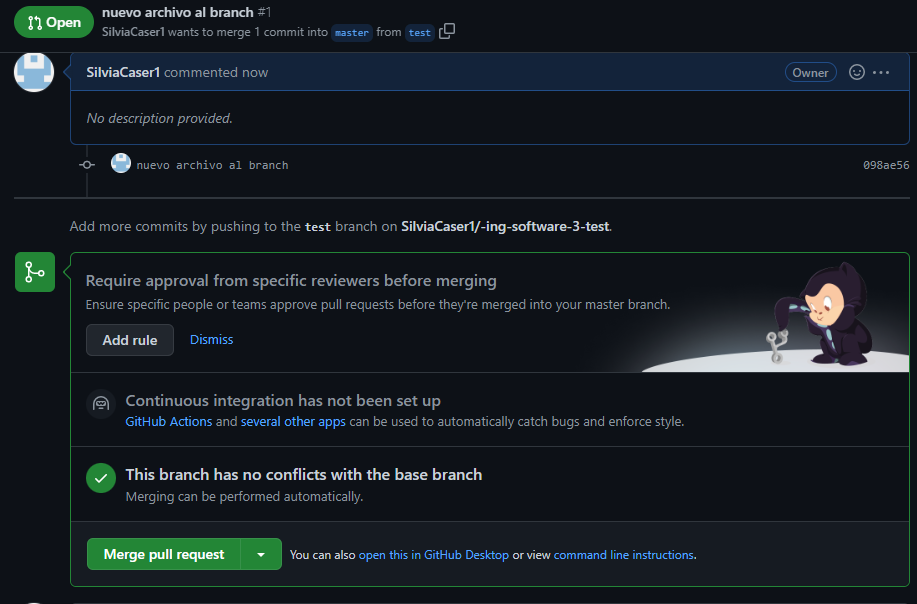 Open
nuevo archivo al branch #1
SilviaCaser1 wants to merge 1 commit into master from test
SilviaCaser1 commented now
Owner
No description provided.
nuevo archivo al branch
098ae56
Add more commits by pushing to the test branch on SilviaCaser1/-ing-software-3-test.
Require approval from specific reviewers before merging
Ensure specific people or teams approve pull requests before they're merged into your master branch.
Add rule
Dismiss
Continuous integration has not been set up
GitHub Actions and several other apps can be used to automatically catch bugs and enforce style.
This branch has no conflicts with the base branch
Merging can be performed automatically.
Merge pull request
You can also open this in GitHub Desktop or view command line instructions.